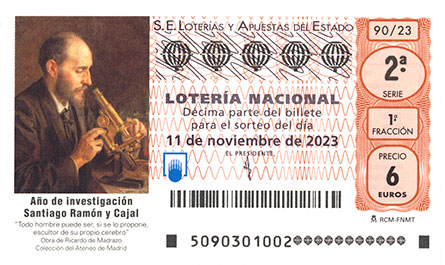 S.E. LOTERÍAS Y APUESTAS DEL ESTADO
LOTERÍA NACIONAL
Décima parte del billete
para el sorteo del día
11 de noviembre de 2023
EL PRESIDENTE,
90/23
2ª
SERIE
1ª
FRACCIÓN
PRECIO
6
EUROS
RCM-FNMT
Año de investigación
Santiago Ramón y Cajal
"Todo hombre puede ser, si se lo propone,
escultor de su propio cerebro"
Obra de Ricardo de Madrazo
Colección del Ateneo de Madrid
5090301002